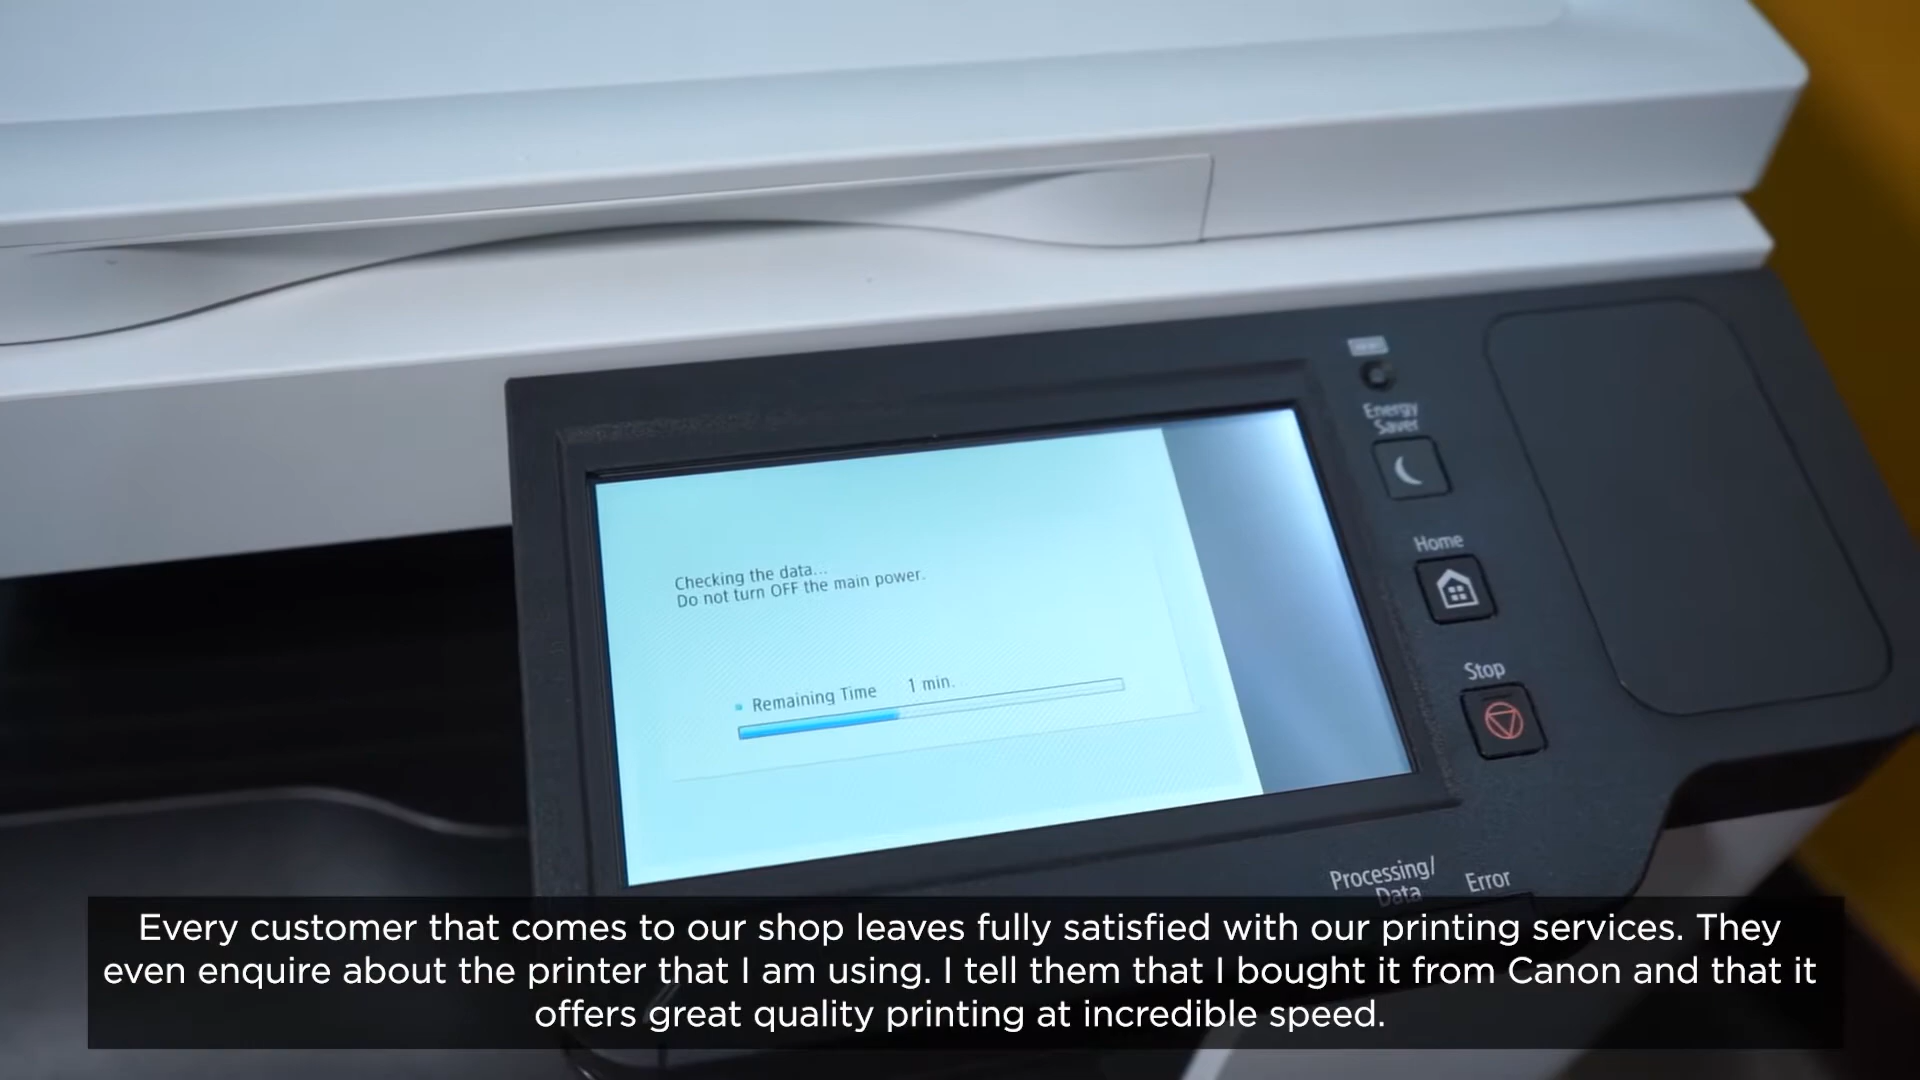 Energy
Saver
Home
Checking the data...
Do not turn OFF the main power.
Stop
Remaining Time 1 min.
Processing/
Data
Error
Every customer that comes to our shop leaves fully satisfied with our printing services. They
even enquire about the printer that I am using. I tell them that I bought it from Canon and that it
offers great quality printing at incredible speed.